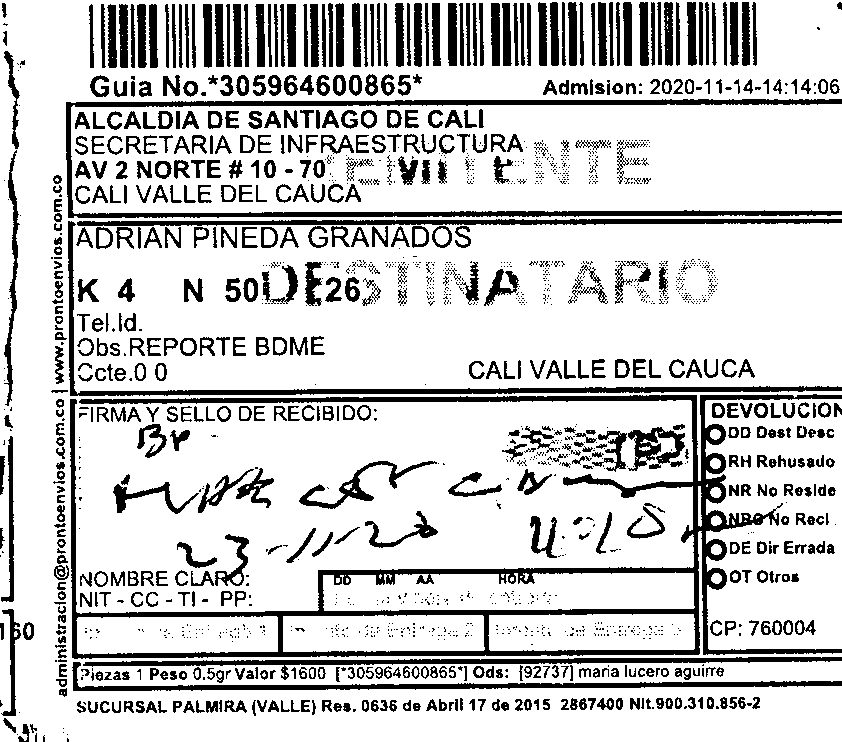 Guia No.*305964600865*
Admision: 2020-11-14-14:14:06
ALCALDIA DE SANTIAGO DE CALI
SECRETARIA DE INFRAESTRUCTURA
AV 2 NORTE # 10 - 70
CALI VALLE DEL CAUCA
ADRIAN PINEDA GRANADOS
DESTINATARIO
K 4 N 50 26
Tel.Id.
Obs.REPORTE BDME
Ccte.0 0
CALI VALLE DEL CAUCA
administracion@prontoenvios.com.co | www.prontoenvios.com.co
FIRMA Y SELLO DE RECIBIDO:
23-11-20
NOMBRE CLARO:
NIT - CC - TI - PP:
DD MM AA HORA
DEVOLUCION
DD Dest Desc
RH Rehusado
NR No Reside
NRC No Recl
DE Dir Errada
OT Otros
CP: 760004
Piezas 1 Peso 0.5gr Valor $1600 [*305964600865*] Ods: [92737] maria lucero aguirre
SUCURSAL PALMIRA (VALLE) Res. 0636 de Abril 17 de 2015 2867400 Nit.900.310.856-2